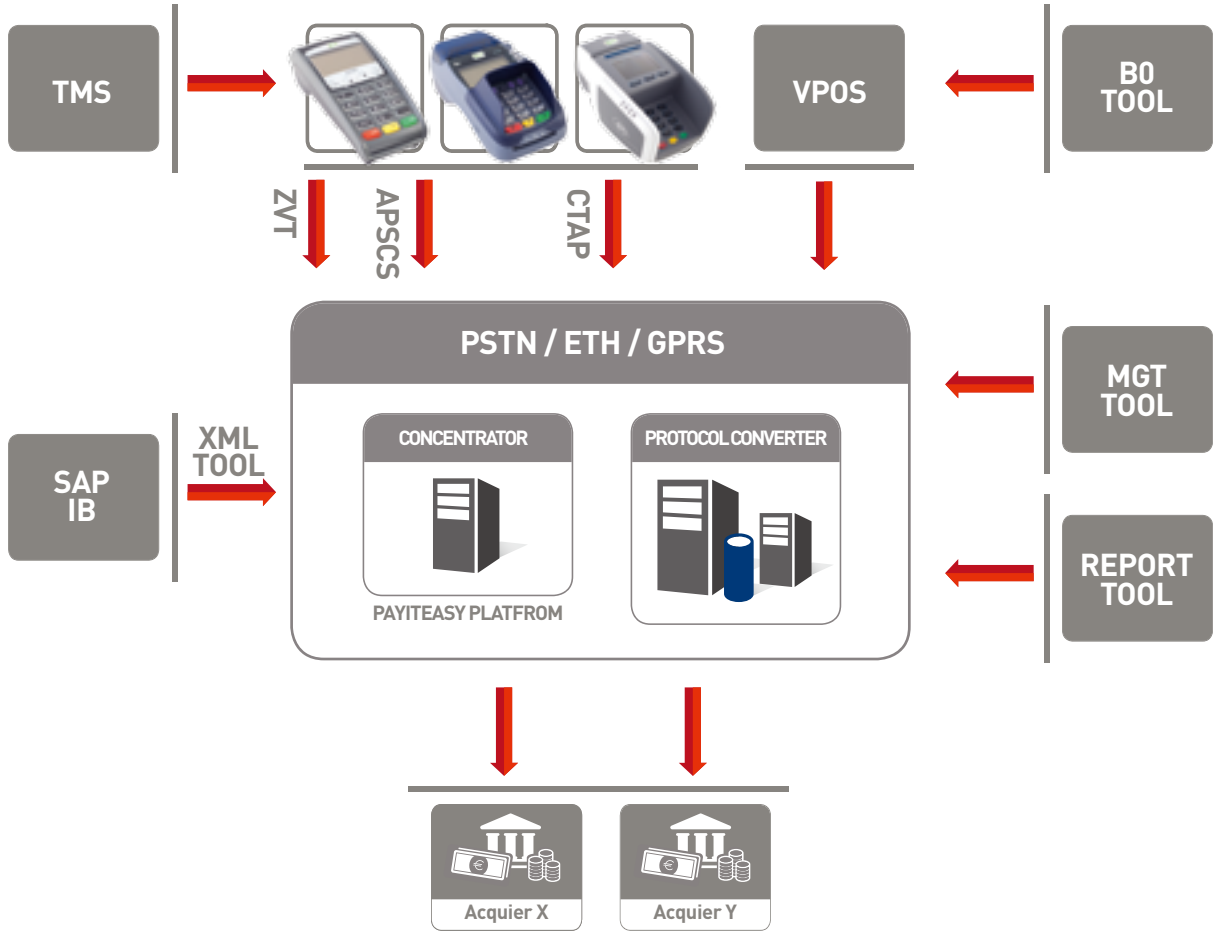 TMS
VPOS
BO
TOOL
ZVT
APSCS
CTAP
PSTN / ETH / GPRS
MGT
TOOL
XML
TOOL
SAP
IB
CONCENTRATOR
PROTOCOL CONVERTER
PAYITEASY PLATFROM
REPORT
TOOL
Acquier X
Acquier Y